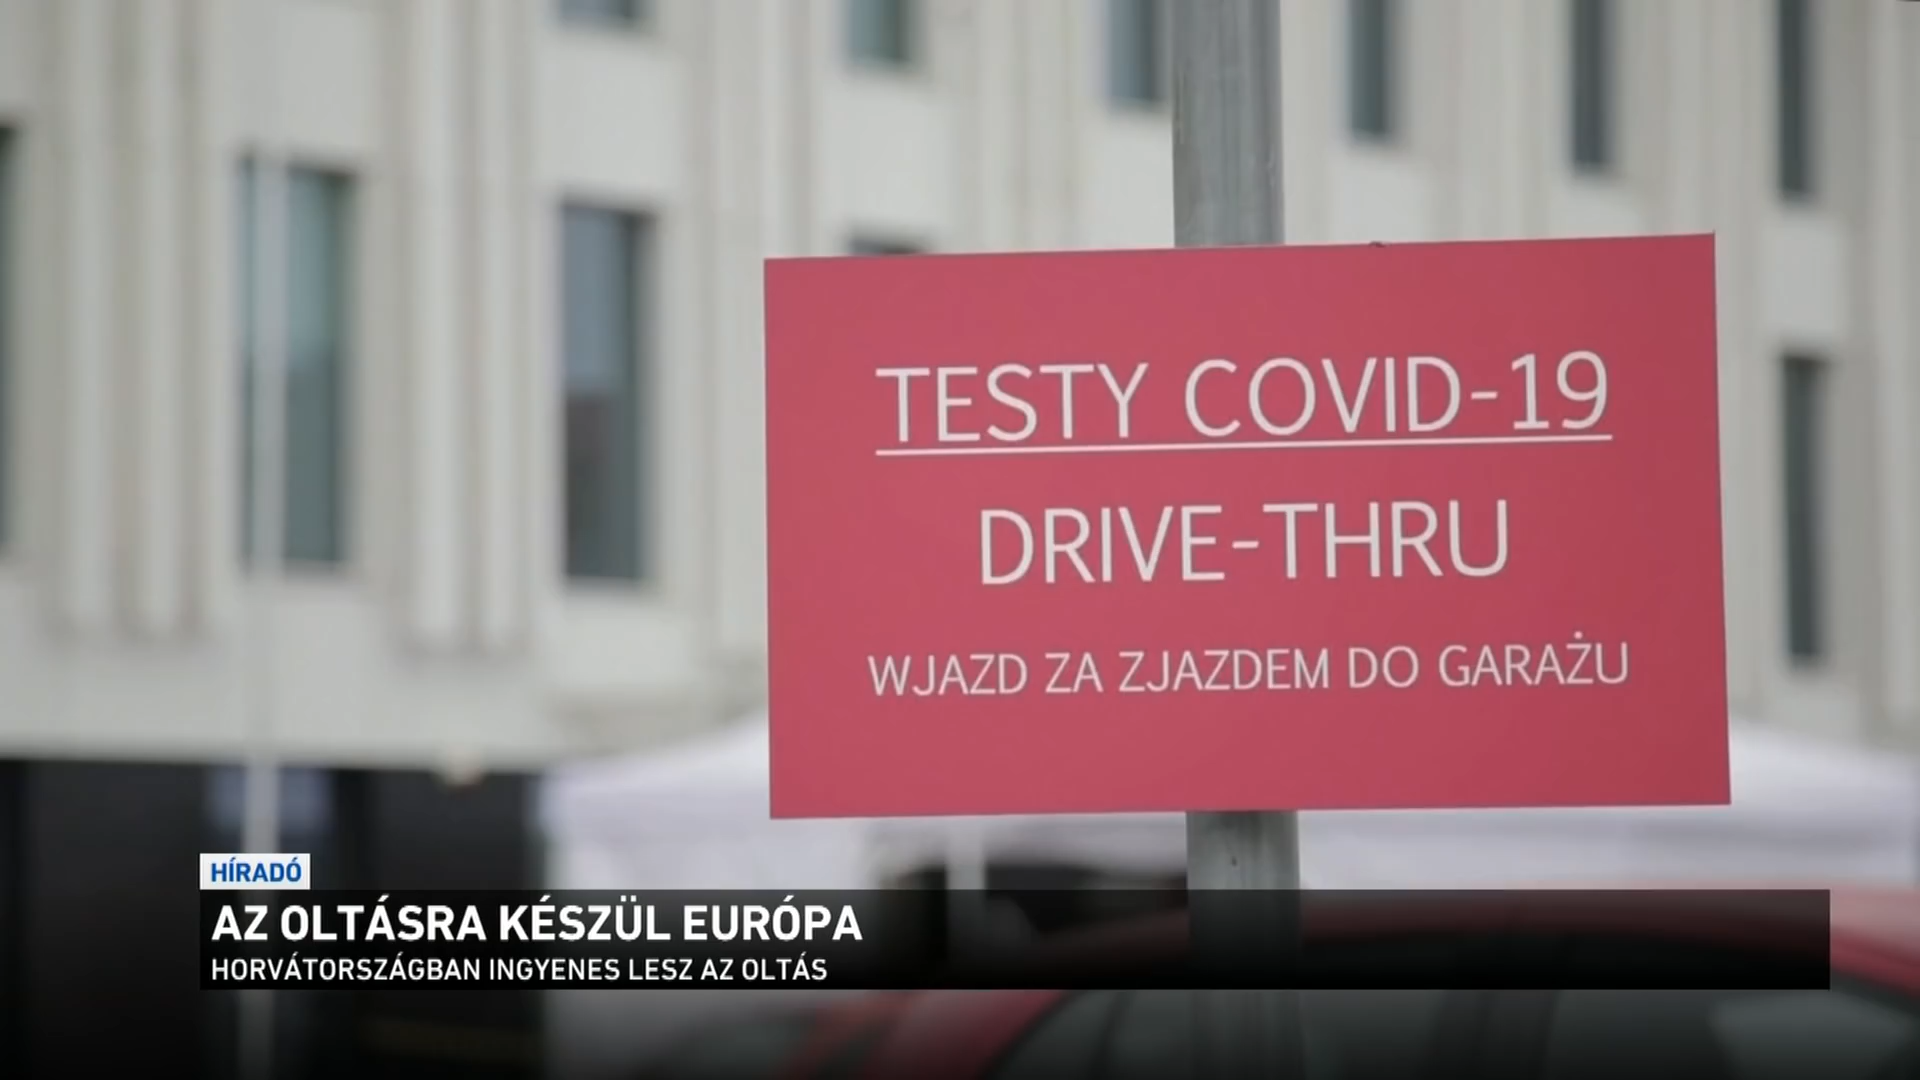 TESTY COVID-19
DRIVE-THRU
WJAZD ZA ZJAZDEM DO GARAŻU
HÍRADÓ
AZ OLTÁSRA KÉSZÜL EURÓPA
HORVÁTORSZÁGBAN INGYENES LESZ AZ OLTÁS